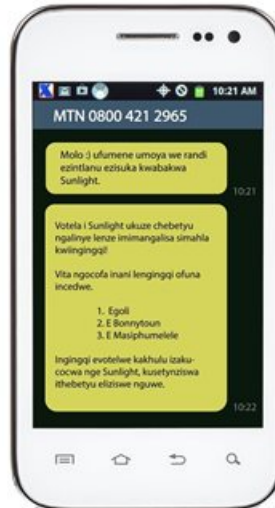 10:21 AM
MTN 0800 421 2965
Molo :) ufumene umoya we randi
ezintlanu ezisuka kwabakwa
Sunlight.
10:21
Votela i Sunlight ukuze chebetyu
ngalinye lenze imimangalisa simahla
kwiingingqi!
Vita ngocofa inani lengingqi ofuna
incedwe.
1. Egoli
2. E Bonnytoun
3. E Masiphumelele
Ingingqi evotelwe kakhulu izaku-
cocwa nge Sunlight, kusetynziswa
ithebetyu eliziswe nguwe.
10:22